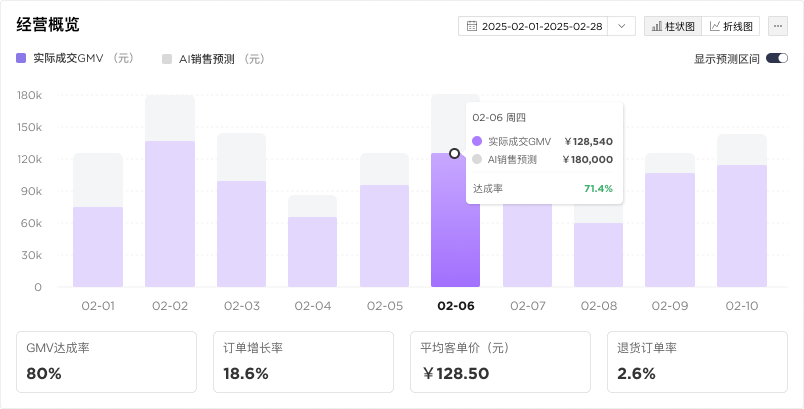 经营概览
2025-02-01-2025-02-28
柱状图
折线图
实际成交GMV （元）
AI销售预测 （元）
显示预测区间
180k
150k
120k
90k
60k
30k
0
02-06 周四
实际成交GMV ￥128,540
AI销售预测 ￥180,000
达成率 71.4%
02-01 02-02 02-03 02-04 02-05 02-06 02-07 02-08 02-09 02-10
GMV达成率
80%
订单增长率
18.6%
平均客单价（元）
￥128.50
退货订单率
2.6%